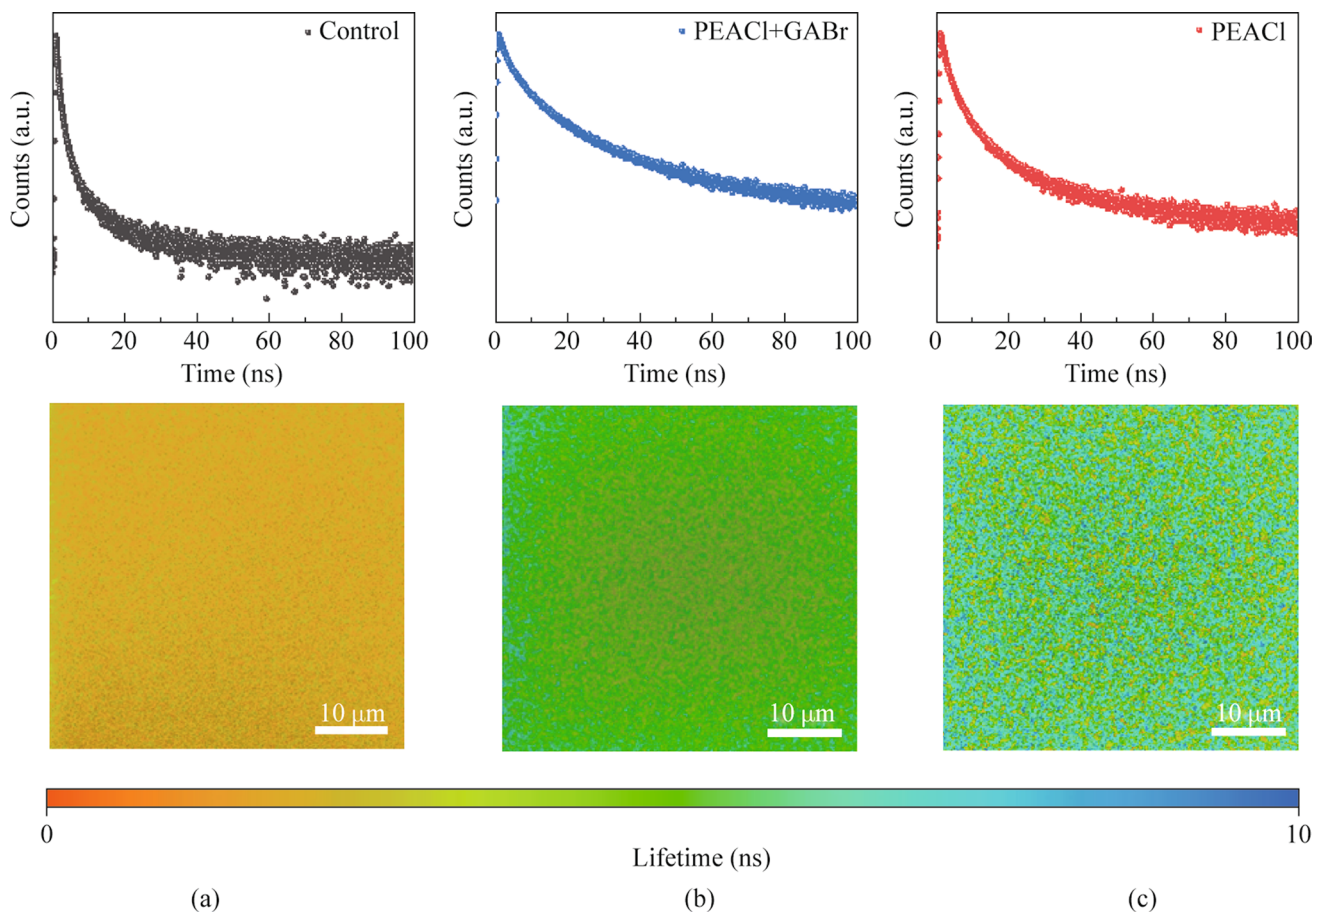 Control
PEACl+GABr
PEACl
Counts (a.u.)
Counts (a.u.)
Counts (a.u.)
0 20 40 60 80 100
0 20 40 60 80 100
0 20 40 60 80 100
Time (ns)
Time (ns)
Time (ns)
10 μm
10 μm
10 μm
0 10
Lifetime (ns)
(a)
(b)
(c)